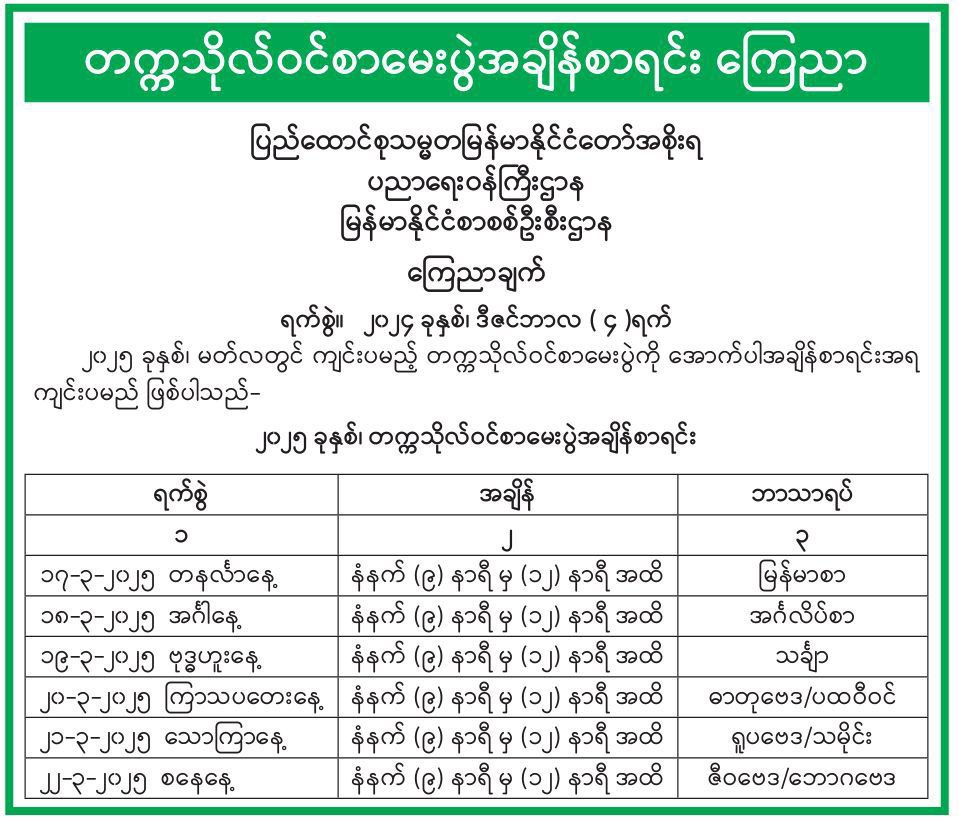 တက္ကသိုလ်ဝင်စာမေးပွဲအချိန်စာရင်း ကြေညာ
ပြည်ထောင်စုသမ္မတမြန်မာနိုင်ငံတော်အစိုးရ
ပညာရေးဝန်ကြီးဌာန
မြန်မာနိုင်ငံစာစစ်ဦးစီးဌာန
ကြေညာချက်
ရက်စွဲ။ ၂၀၂၄ ခုနှစ်၊ ဒီဇင်ဘာလ ( ၄ )ရက်
၂၀၂၅ ခုနှစ်၊ မတ်လတွင် ကျင်းပမည့် တက္ကသိုလ်ဝင်စာမေးပွဲကို အောက်ပါအချိန်စာရင်းအရ
ကျင်းပမည် ဖြစ်ပါသည်-
၂၀၂၅ ခုနှစ်၊ တက္ကသိုလ်ဝင်စာမေးပွဲအချိန်စာရင်း
ရက်စွဲ အချိန် ဘာသာရပ်
၁ ၂ ၃
၁၇-၃-၂၀၂၅ တနင်္လာနေ့ နံနက် (၉) နာရီ မှ (၁၂) နာရီ အထိ မြန်မာစာ
၁၈-၃-၂၀၂၅ အင်္ဂါနေ့ နံနက် (၉) နာရီ မှ (၁၂) နာရီ အထိ အင်္ဂလိပ်စာ
၁၉-၃-၂၀၂၅ ဗုဒ္ဓဟူးနေ့ နံနက် (၉) နာရီ မှ (၁၂) နာရီ အထိ သင်္ချာ
၂၀-၃-၂၀၂၅ ကြာသပတေးနေ့ နံနက် (၉) နာရီ မှ (၁၂) နာရီ အထိ ဓာတုဗေဒ/ပထဝီဝင်
၂၁-၃-၂၀၂၅ သောကြာနေ့ နံနက် (၉) နာရီ မှ (၁၂) နာရီ အထိ ရူပဗေဒ/သမိုင်း
၂၂-၃-၂၀၂၅ စနေနေ့ နံနက် (၉) နာရီ မှ (၁၂) နာရီ အထိ ဇီဝဗေဒ/ဘောဂဗေဒ